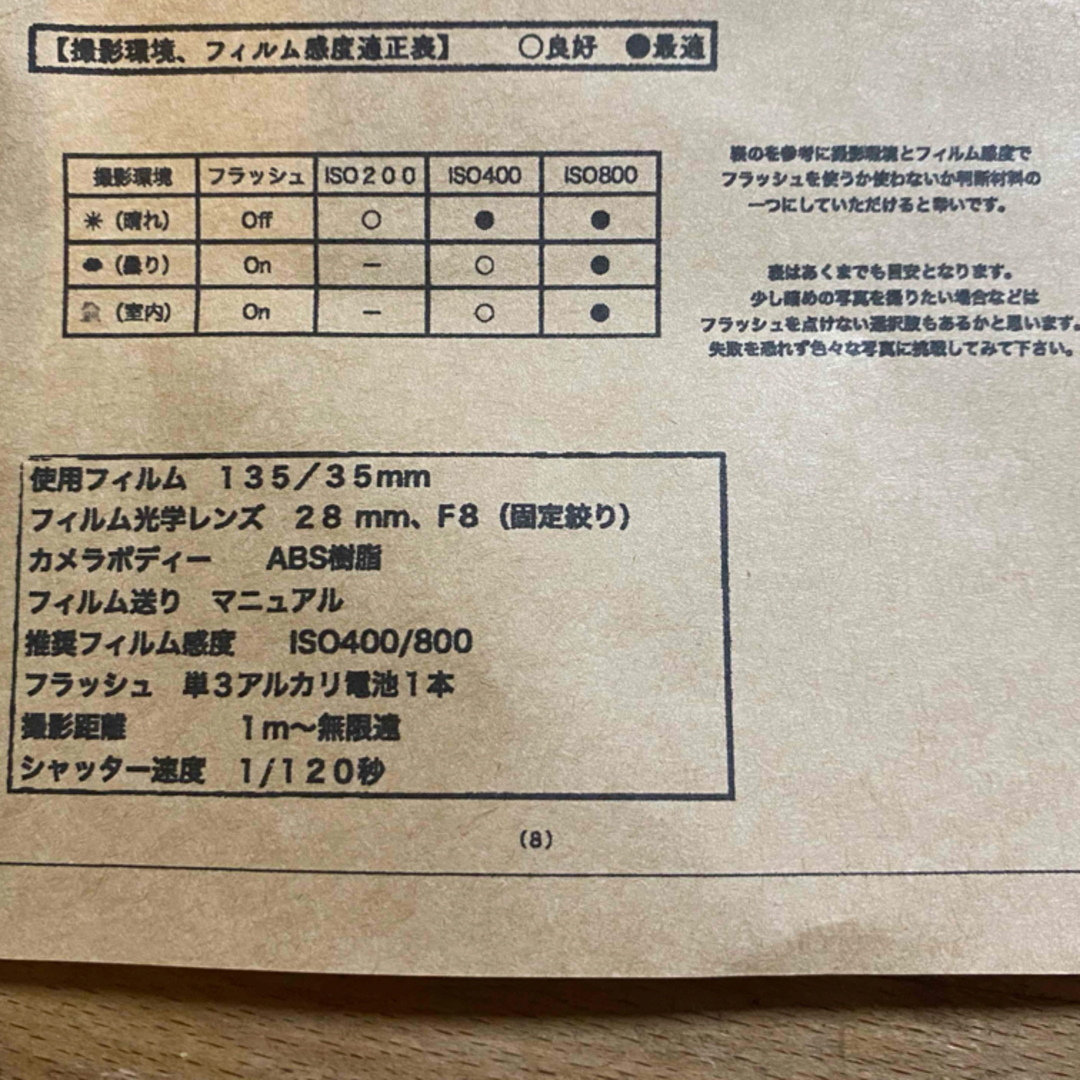 【撮影環境、フィルム感度適正表】　○良好　●最適
撮影環境 フラッシュ ISO２００ ISO400 ISO800
☀（晴れ） Off ○ ● ●
☁（曇り） On － ○ ●
🏠（室内） On － ○ ●
表のを参考に撮影環境とフィルム感度で
フラッシュを使うか使わないか判断材料の
一つにしていただけると幸いです。
表はあくまでも目安となります。
少し暗めの写真を撮りたい場合などは
フラッシュを点けない選択肢もあるかと思います。
失敗を恐れず色々な写真に挑戦してみて下さい。
使用フィルム　１３５／３５mm
フィルム光学レンズ　２８ mm、F８（固定絞り）
カメラボディー　　ABS樹脂
フィルム送り　マニュアル
推奨フィルム感度　　ISO400/800
フラッシュ　単３アルカリ電池１本
撮影距離　　　　１m〜無限遠
シャッター速度　１/１２０秒
（８）